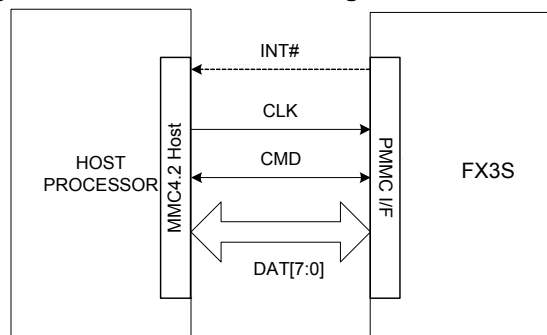 INT#
CLK
CMD
DAT[7:0]
HOST
PROCESSOR
MMC4.2 Host
PMMC I/F
FX3S